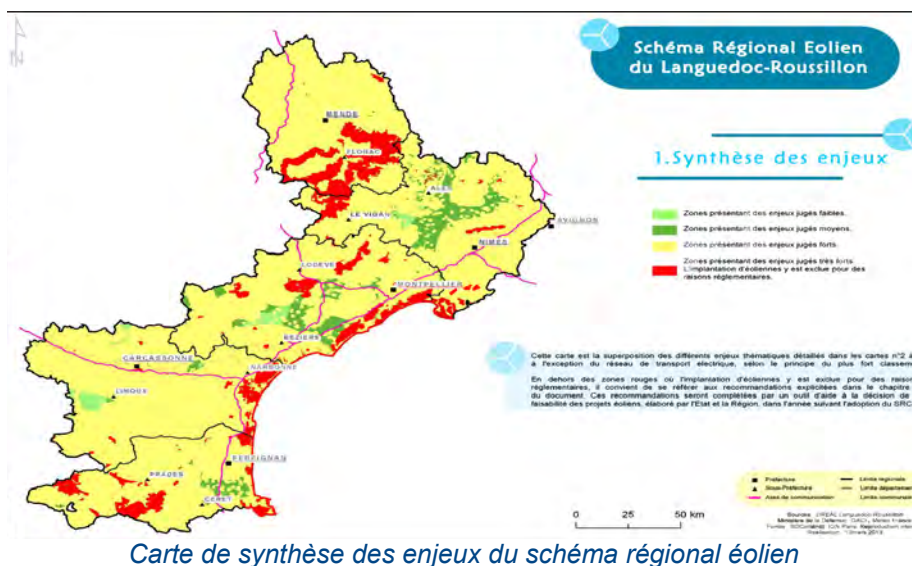 Schéma Régional Eolien
du Languedoc-Roussillon
1.Synthèse des enjeux
Zones présentant des enjeux jugés faibles.
Zones présentant des enjeux jugés moyens.
Zones présentant des enjeux jugés forts.
Zones présentant des enjeux jugés très forts.
L'implantation d'éoliennes y est exclue pour des
raisons réglementaires.
MENDE
FLORAC
ALES
LE VIGAN
AVIGNON
NIMES
LODEVE
MONTPELLIER
BEZIERS
CARCASSONNE
NARBONNE
LIMOUX
PERPIGNAN
PRADES
CERET
Cette carte est la superposition des différents enjeux thématiques détaillés dans les cartes n°2
à l'exception du réseau de transport électrique, selon le principe du plus fort classem
En dehors des zones rouges où l'implantation d'éoliennes y est exclue pour des raison
réglementaires, il convient de se référer aux recommandations explicitées dans le chapitre
du document. Ces recommandations seront complétées par un outil d'aide à la décision de
faisabilité des projets éoliens, élaboré par l'Etat et la Région, dans l'année suivant l'adoption du SRC
Préfecture
Sous-Préfecture
Axes de communication
Limite régionale
Limite départemen
Limite communale
0 25 50 km
Sources : DREAL Languedoc-Roussillon
Carte de synthèse des enjeux du schéma régional éolien